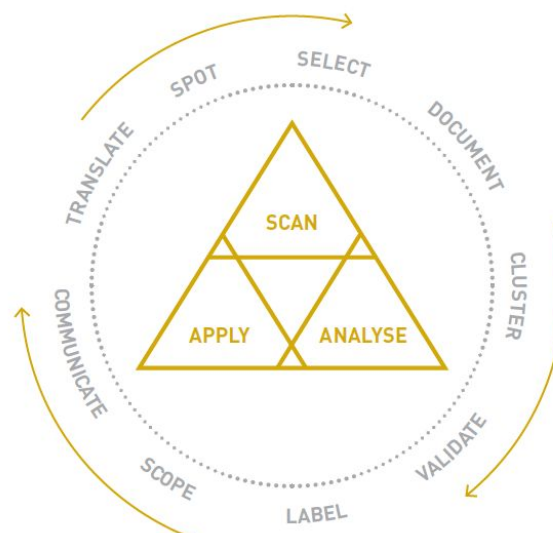 SPOT
SELECT
DOCUMENT
CLUSTER
VALIDATE
LABEL
SCOPE
COMMUNICATE
TRANSLATE
SCAN
APPLY
ANALYSE